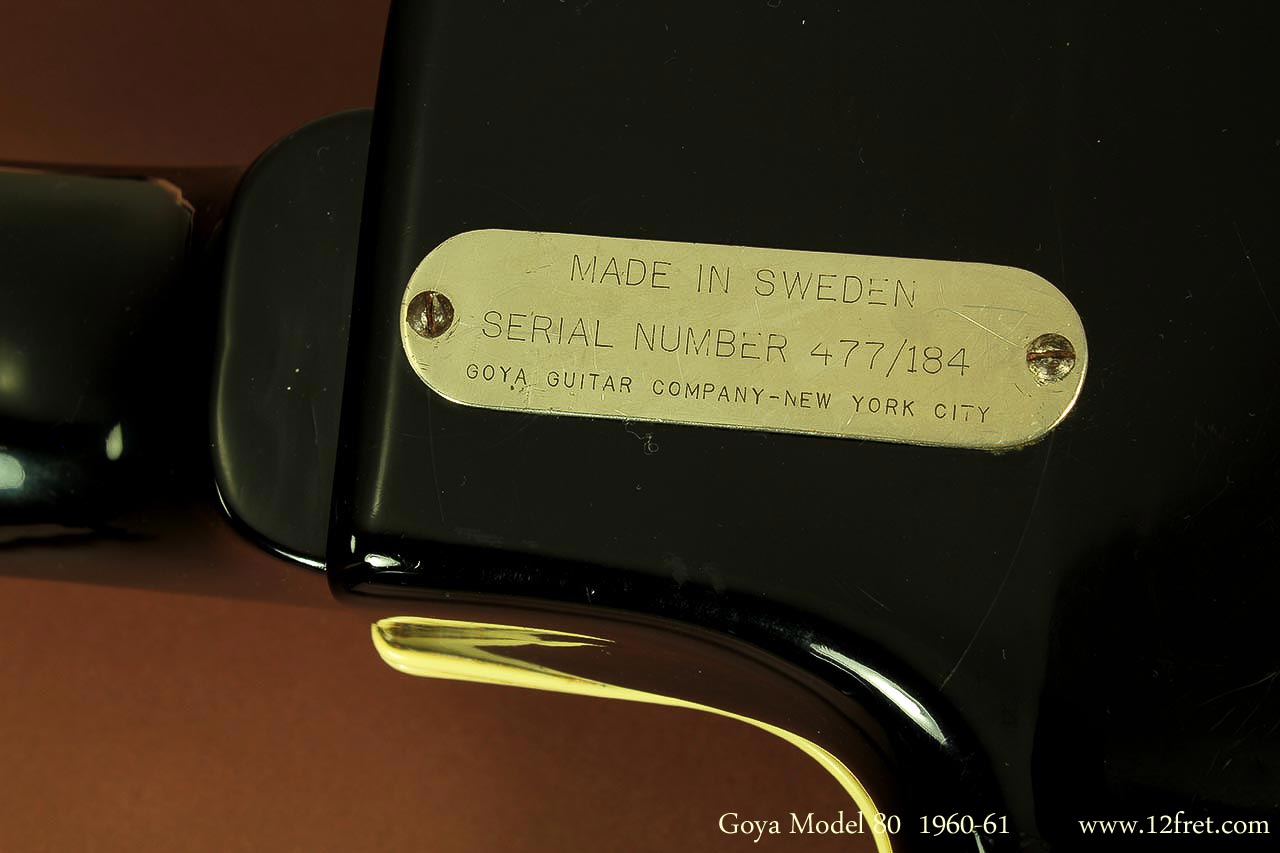 MADE IN SWEDEN
SERIAL NUMBER 477/184
GOYA GUITAR COMPANY-NEW YORK CITY
Goya Model 80 1960-61 www.12fret.com